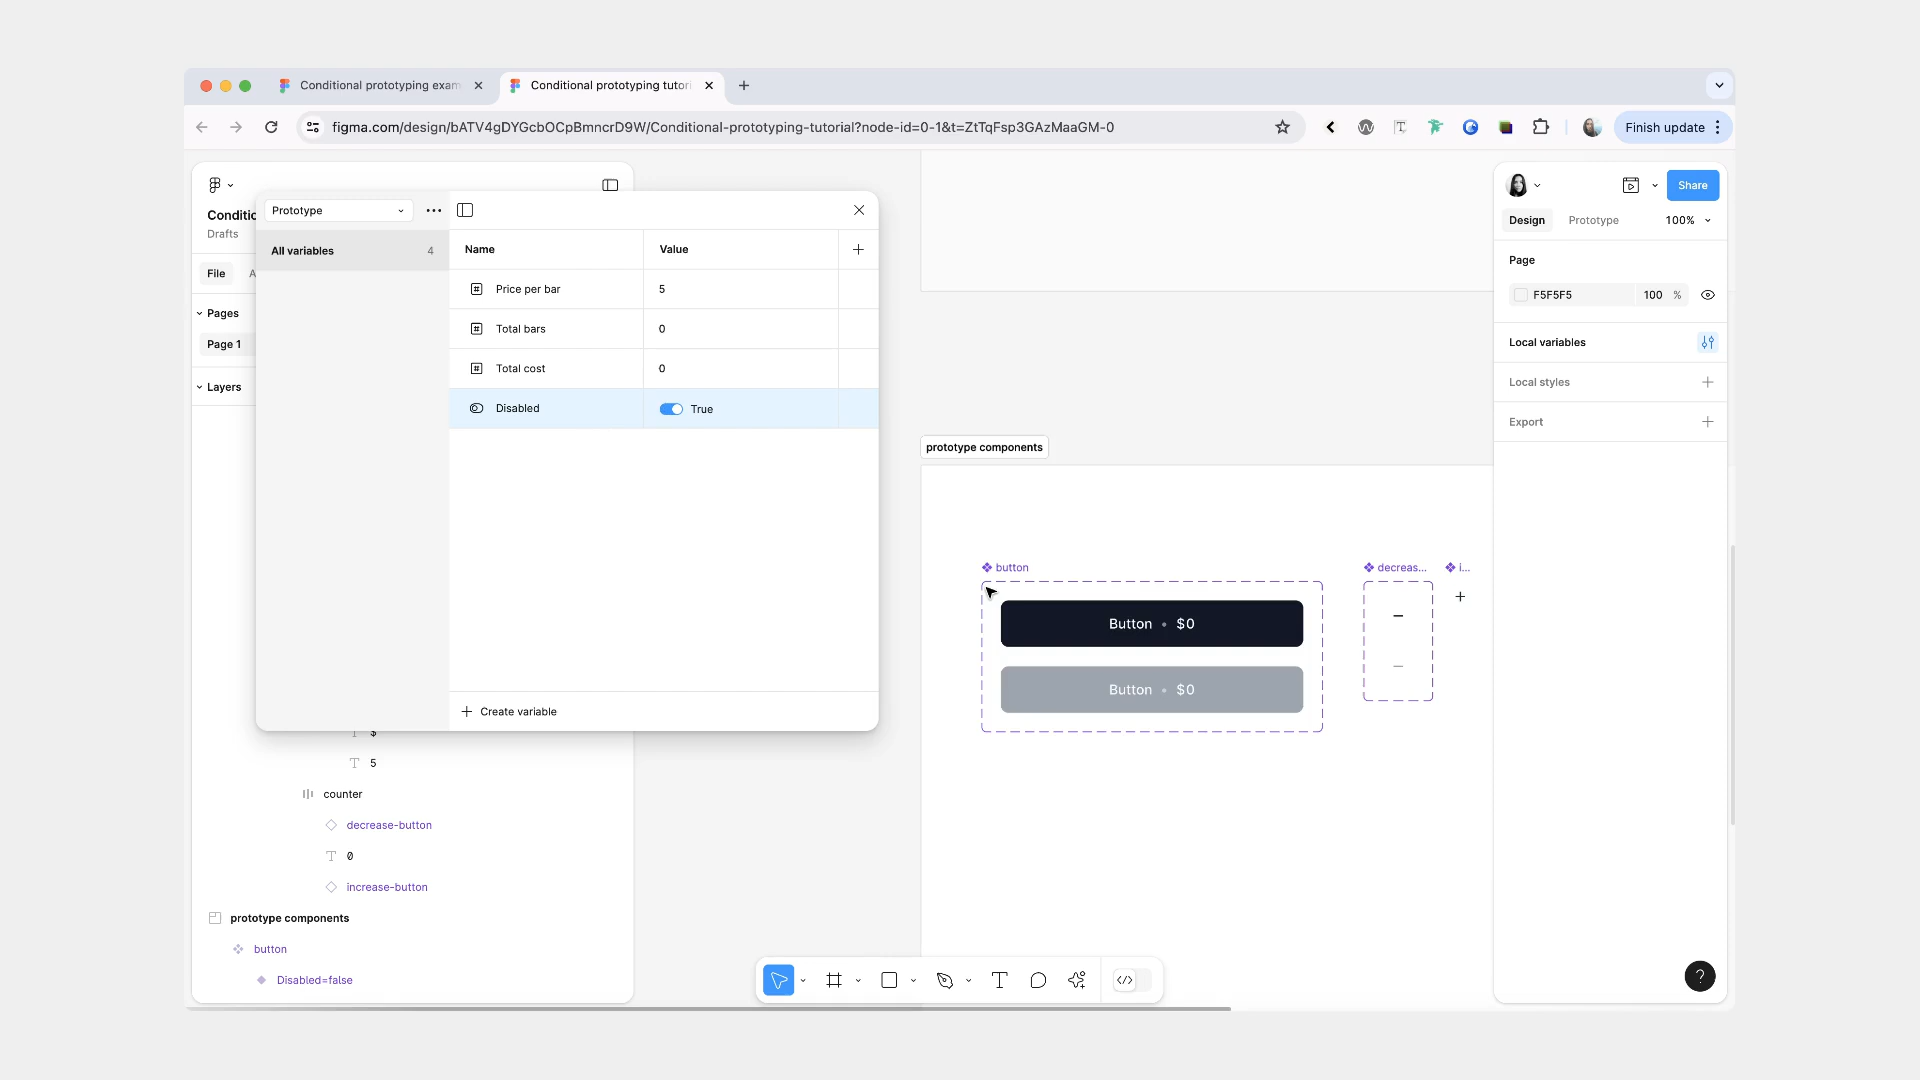 Conditional prototyping exam
Conditional prototyping tutori
figma.com/design/bATV4gDYGcbOCpBmncrD9W/Conditional-prototyping-tutorial?node-id=0-1&t=ZtTqFsp3GAzMaaGM-0
Finish update
Conditio
Drafts
File
A
Pages
Page 1
Layers
Prototype
All variables 4
Name Value
Price per bar 5
Total bars 0
Total cost 0
Disabled True
Create variable
$
5
counter
decrease-button
0
increase-button
prototype components
button
Disabled=false
prototype components
button
Button • $0
Button • $0
decreas...
i...
Share
Design Prototype 100%
Page
F5F5F5 100 %
Local variables
Local styles
Export
?